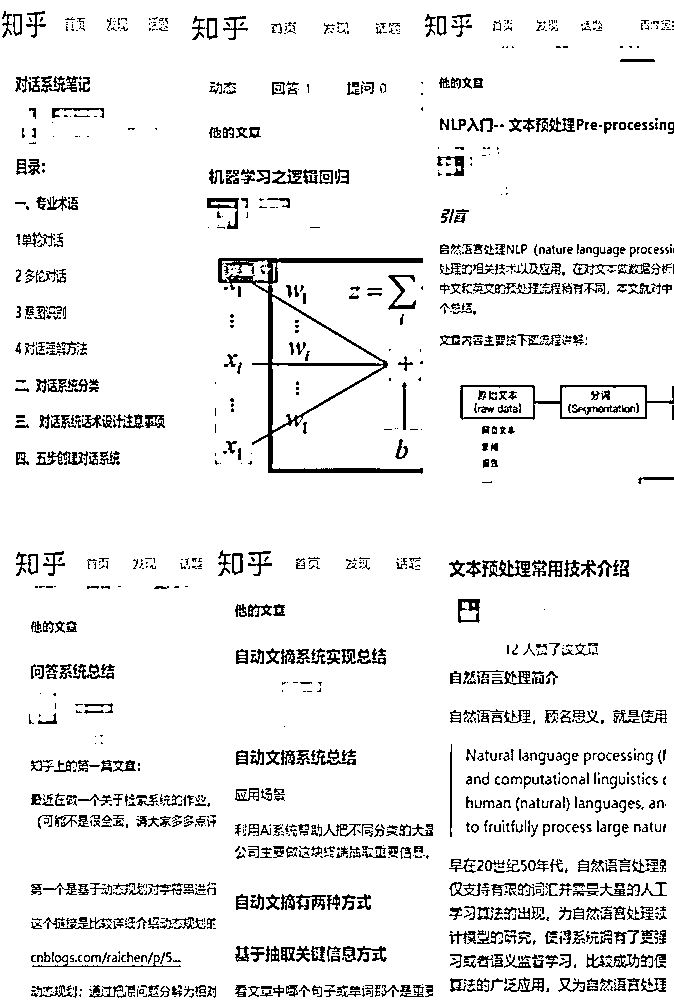 知乎 首页 发现 话题
对话系统笔记
目录：
一、专业术语
1单轮对话
2 多伦对话
3 意图识别
4 对话理解方法
二、对话系统分类
三、 对话系统话术设计注意事项
四、五步创建对话系统
知乎 首页 发现 话题
动态 回答 1 提问 0
他的文章
机器学习之逻辑回归
x₁ w₁ z = ∑
⋮ ⋮ i
xᵢ wᵢ +
⋮ ⋮
x₁ w₁ b
知乎 首页 发现 话题
他的文章
NLP入门-- 文本预处理Pre-processing
引言
自然语言处理NLP（nature language processi
处理的相关技术以及应用。在对文本做数据分析
中文和英文的预处理流程稍有不同，本文就对中
个总结。
文章内容主要按下面流程讲解：
原始文本 分词
(raw data) (Segmentation)
网页文本
新闻
报告
知乎 首页 发现 话题
他的文章
问答系统总结
知乎上的第一篇文章：
最近在做一个关于检索系统的作业，
（可能不是很全面，请大家多多点评
第一个是基于动态规划对字符串进行
这个链接是比较详细介绍动态规划的
cnblogs.com/raichen/p/5...
动态规划：通过把原问题分解为相对
知乎 首页 发现 话题
他的文章
自动文摘系统实现总结
自动文摘系统总结
应用场景
利用AI系统帮助人把不同分类的大量
公司主要做这块终端抽取重要信息，
自动文摘有两种方式
基于抽取关键信息方式
看文章中哪个句子或单词那个是重要
文本预处理常用技术介绍
12 人赞了该文章
自然语言处理简介
自然语言处理，顾名思义，就是使用
Natural language processing (
and computational linguistics
human (natural) languages, an
to fruitfully process large natur
早在20世纪50年代，自然语言处理
仅支持有限的词汇并需要大量的人工
学习算法的出现，为自然语言处理
计模型的研究，使得系统拥有了更强
习或者语义监督学习，比较成功的
算法的广泛应用，又为自然语言处理